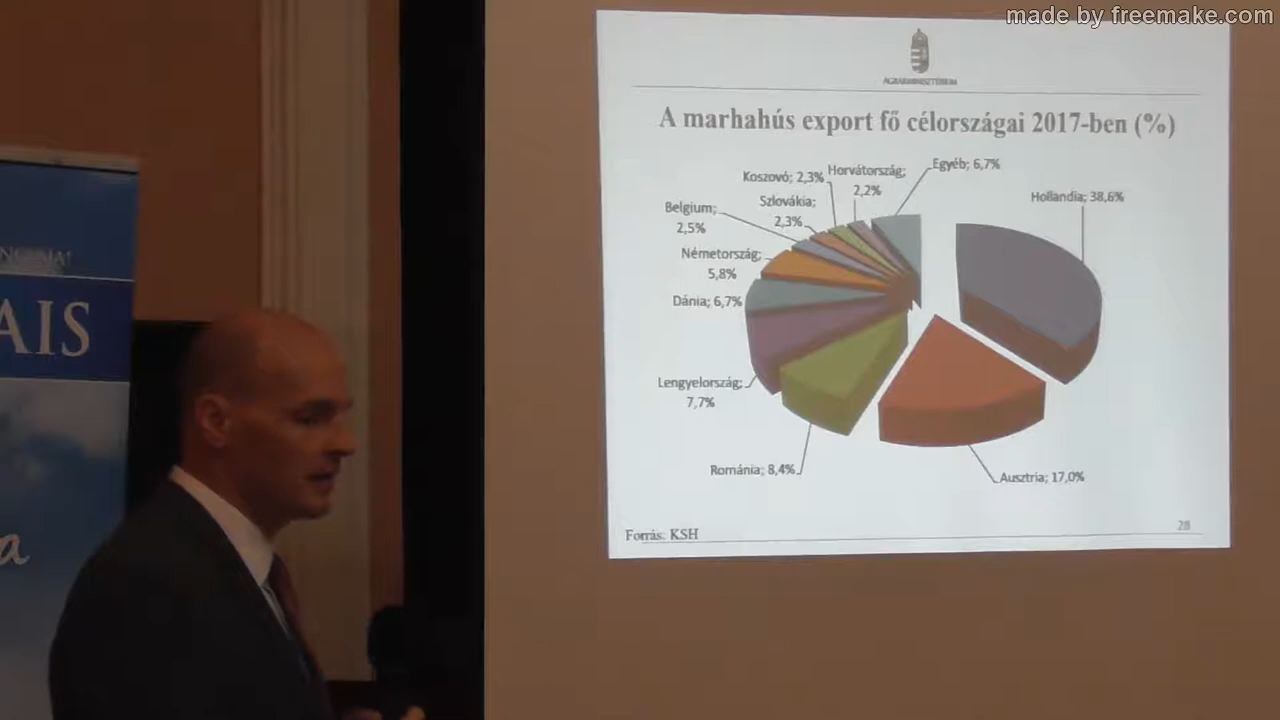 made by freemake.com
AGRÁRMINISZTÉRIUM
A marhahús export fő célországai 2017-ben (%)
Egyéb; 6,7%
Horvátország;
2,2%
Koszovó; 2,3%
Szlovákia;
2,3%
Belgium;
2,5%
Hollandia; 38,6%
Németország;
5,8%
Dánia; 6,7%
Lengyelország;
7,7%
Románia; 8,4%
Ausztria; 17,0%
Forrás: KSH
28
AIS
a